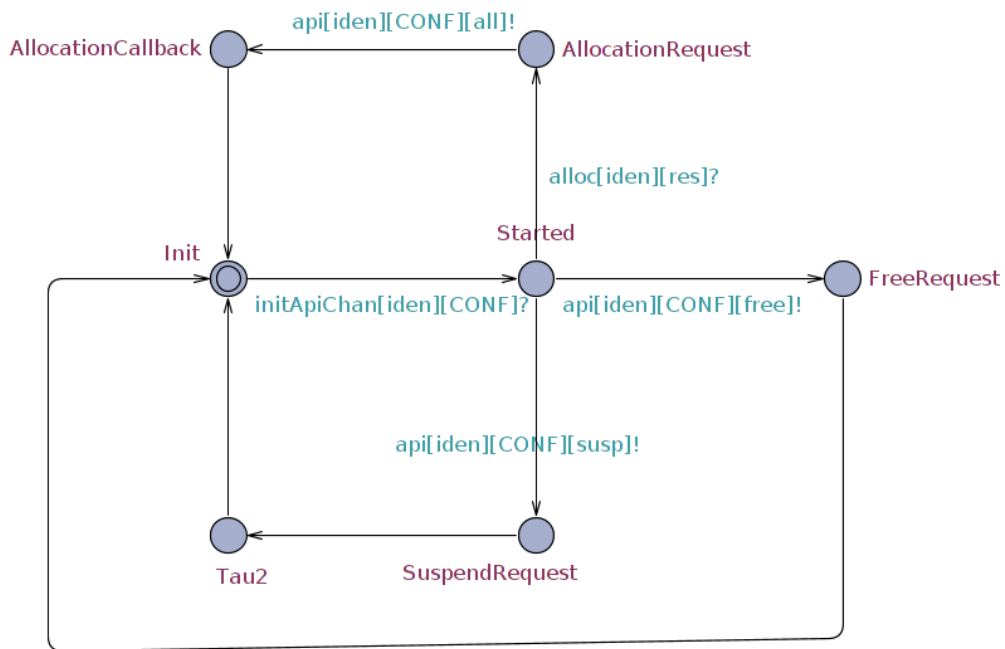 api[iden][CONF][all]!
AllocationCallback
AllocationRequest
alloc[iden][res]?
Started
Init
FreeRequest
initApiChan[iden][CONF]?
api[iden][CONF][free]!
api[iden][CONF][susp]!
SuspendRequest
Tau2